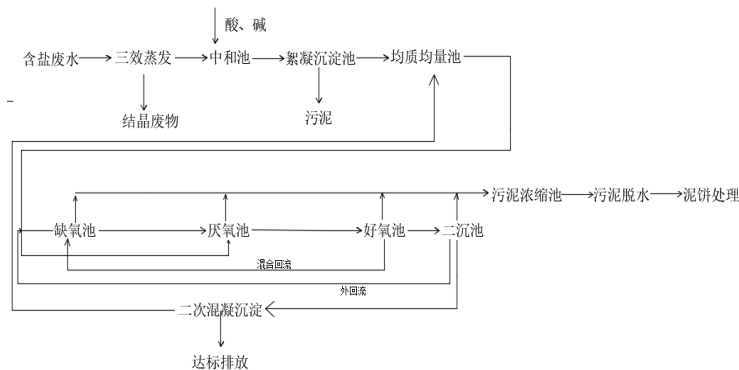 酸、碱
含盐废水
三效蒸发
中和池
絮凝沉淀池
均质均量池
结晶废物
污泥
污泥浓缩池
污泥脱水
泥饼处理
缺氧池
厌氧池
好氧池
二沉池
混合回流
外回流
二次混凝沉淀
达标排放